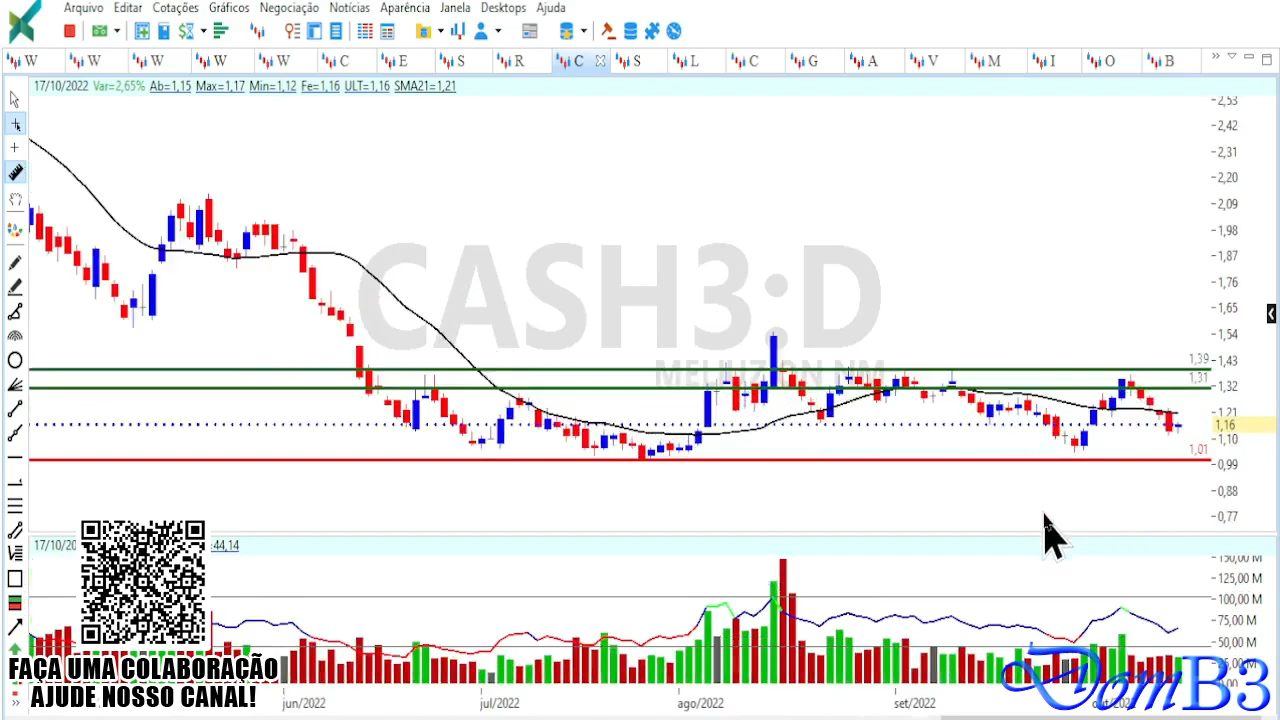 Arquivo Editar Cotações Gráficos Negociação Notícias Aparência Janela Desktops Ajuda
W W W W W C E S R C S L C G A V M I O B
17/10/2022 Var=2,65% Ab=1,15 Max=1,17 Min=1,12 Fe=1,16 ULT=1,16 SMA21=1,21
CASH3:D
2,53
2,42
2,31
2,20
2,09
1,98
1,87
1,76
1,65
1,54
1,43
1,39
1,31
1,32
1,21
1,16
1,10
1,01
0,99
0,88
0,77
17/10/20 =44,14
150,00 M
125,00 M
100,00 M
75,00 M
50,00 M
25,00 M
0,00
FAÇA UMA COLABORAÇÃO
AJUDE NOSSO CANAL!
DomB3
jun/2022 jul/2022 ago/2022 set/2022